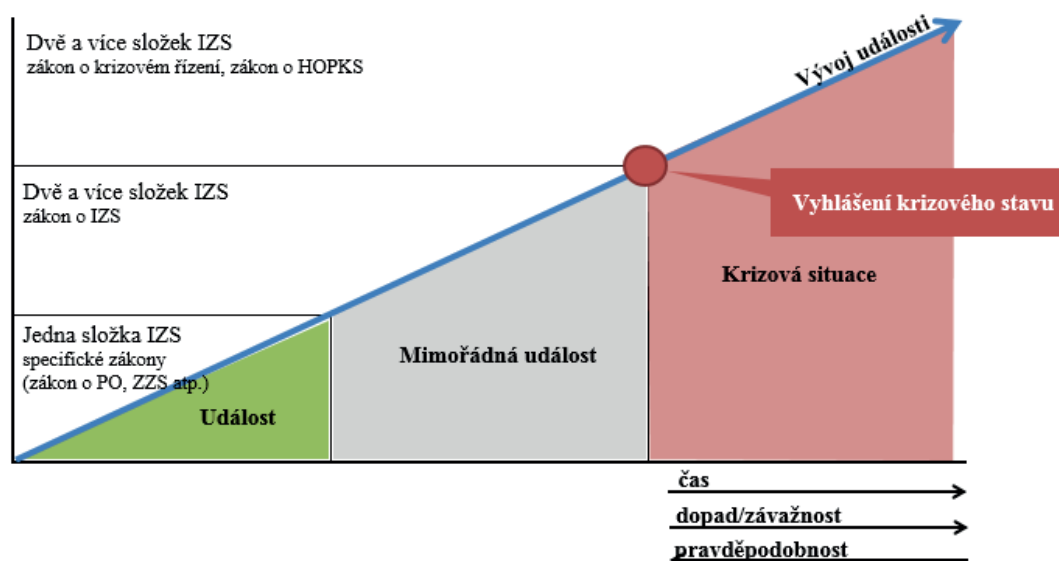 Dvě a více složek IZS
zákon o krizovém řízení, zákon o HOPKS
Vývoj události
Dvě a více složek IZS
zákon o IZS
Vyhlášení krizového stavu
Krizová situace
Jedna složka IZS
specifické zákony
(zákon o PO, ZZS atp.)
Mimořádná událost
Událost
čas
dopad/závažnost
pravděpodobnost